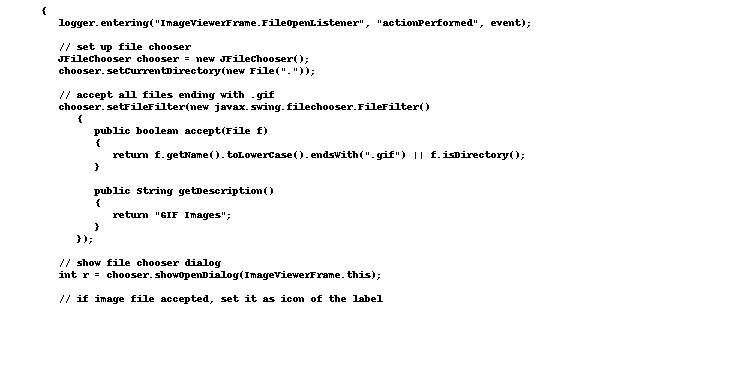 {
logger.entering("ImageViewerFrame.FileOpenListener", "actionPerformed", event);
// set up file chooser
JFileChooser chooser = new JFileChooser();
chooser.setCurrentDirectory(new File("."));
// accept all files ending with .gif
chooser.setFileFilter(new javax.swing.filechooser.FileFilter()
{
public boolean accept(File f)
{
return f.getName().toLowerCase().endsWith(".gif") || f.isDirectory();
}
public String getDescription()
{
return "GIF Images";
}
});
// show file chooser dialog
int r = chooser.showOpenDialog(ImageViewerFrame.this);
// if image file accepted, set it as icon of the label